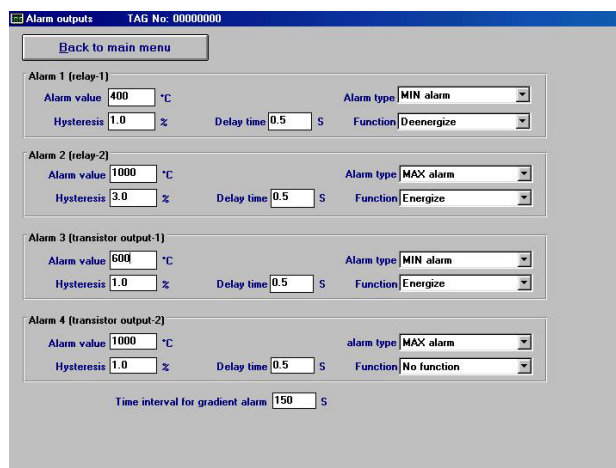 Alarm outputs TAG No: 00000000
Back to main menu
Alarm 1 (relay-1)
Alarm value 400 °C Alarm type MIN alarm
Hysteresis 1.0 % Delay time 0.5 S Function Deenergize
Alarm 2 (relay-2)
Alarm value 1000 °C Alarm type MAX alarm
Hysteresis 3.0 % Delay time 0.5 S Function Energize
Alarm 3 (transistor output-1)
Alarm value 600 °C Alarm type MIN alarm
Hysteresis 1.0 % Delay time 0.5 S Function Energize
Alarm 4 (transistor output-2)
Alarm value 1000 °C alarm type MAX alarm
Hysteresis 1.0 % Delay time 0.5 S Function No function
Time interval for gradient alarm 150 S